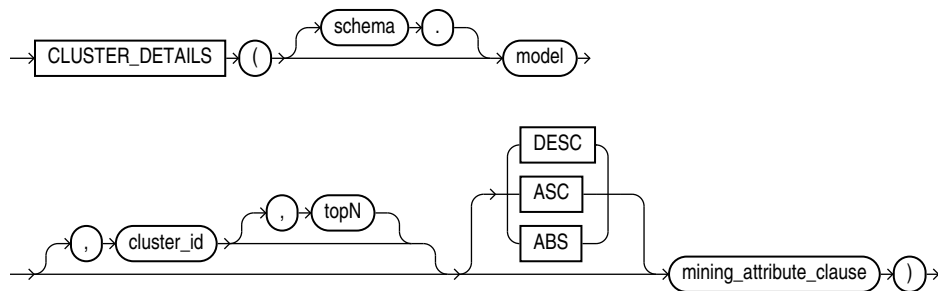 schema .
CLUSTER_DETAILS ( model
DESC
, topN ASC
, cluster_id ABS
mining_attribute_clause )